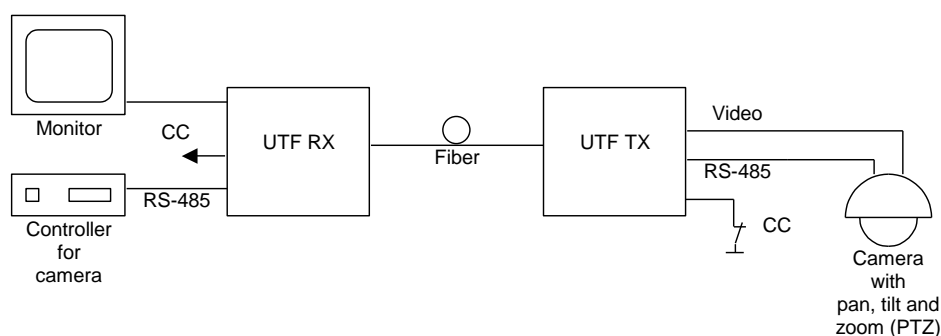 Monitor
CC
UTF RX
RS-485
Controller
for
camera
Fiber
UTF TX
Video
RS-485
CC
Camera
with
pan, tilt and
zoom (PTZ)